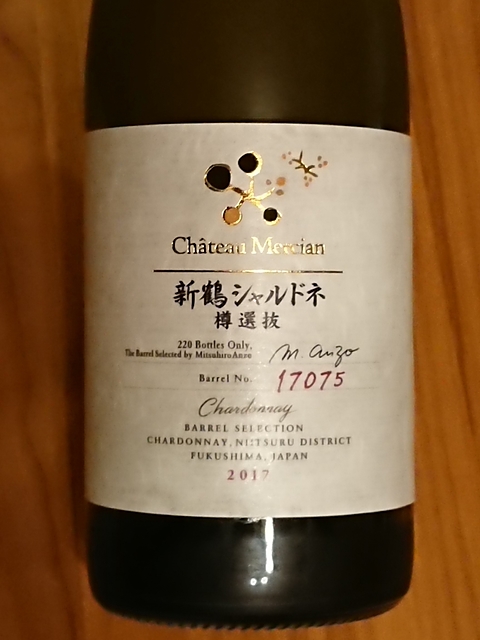 Château Mercian
新鶴シャルドネ
樽選抜
220 Bottles Only,
The Barrel Selected by Mitsuhiro Anzo
M. Anzo
Barrel No. 17075
Chardonnay
BARREL SELECTION
CHARDONNAY, NIITSURU DISTRICT
FUKUSHIMA, JAPAN
2017